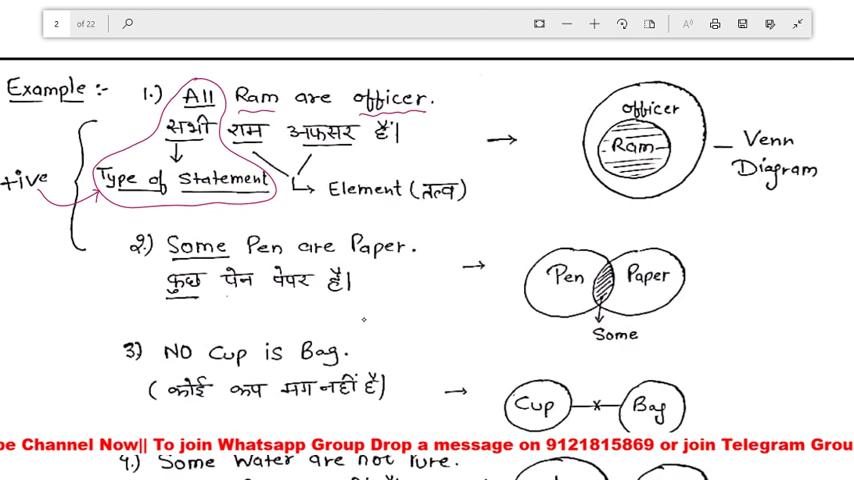 2 of 22
Example :-
1.) All Ram are officer.
सभी राम अफसर हैं|
Type of Statement
Element (तत्व)
+ive
officer
Ram
Venn
Diagram
2.) Some Pen are Paper.
कुछ पेन पेपर है|
Pen Paper
Some
3) NO Cup is Bag.
(कोई कप मग नहीं है)
Cup x Bag
be Channel Now|| To join Whatsapp Group Drop a message on 9121815869 or join Telegram Grou
4.) Some Water are not Pure.